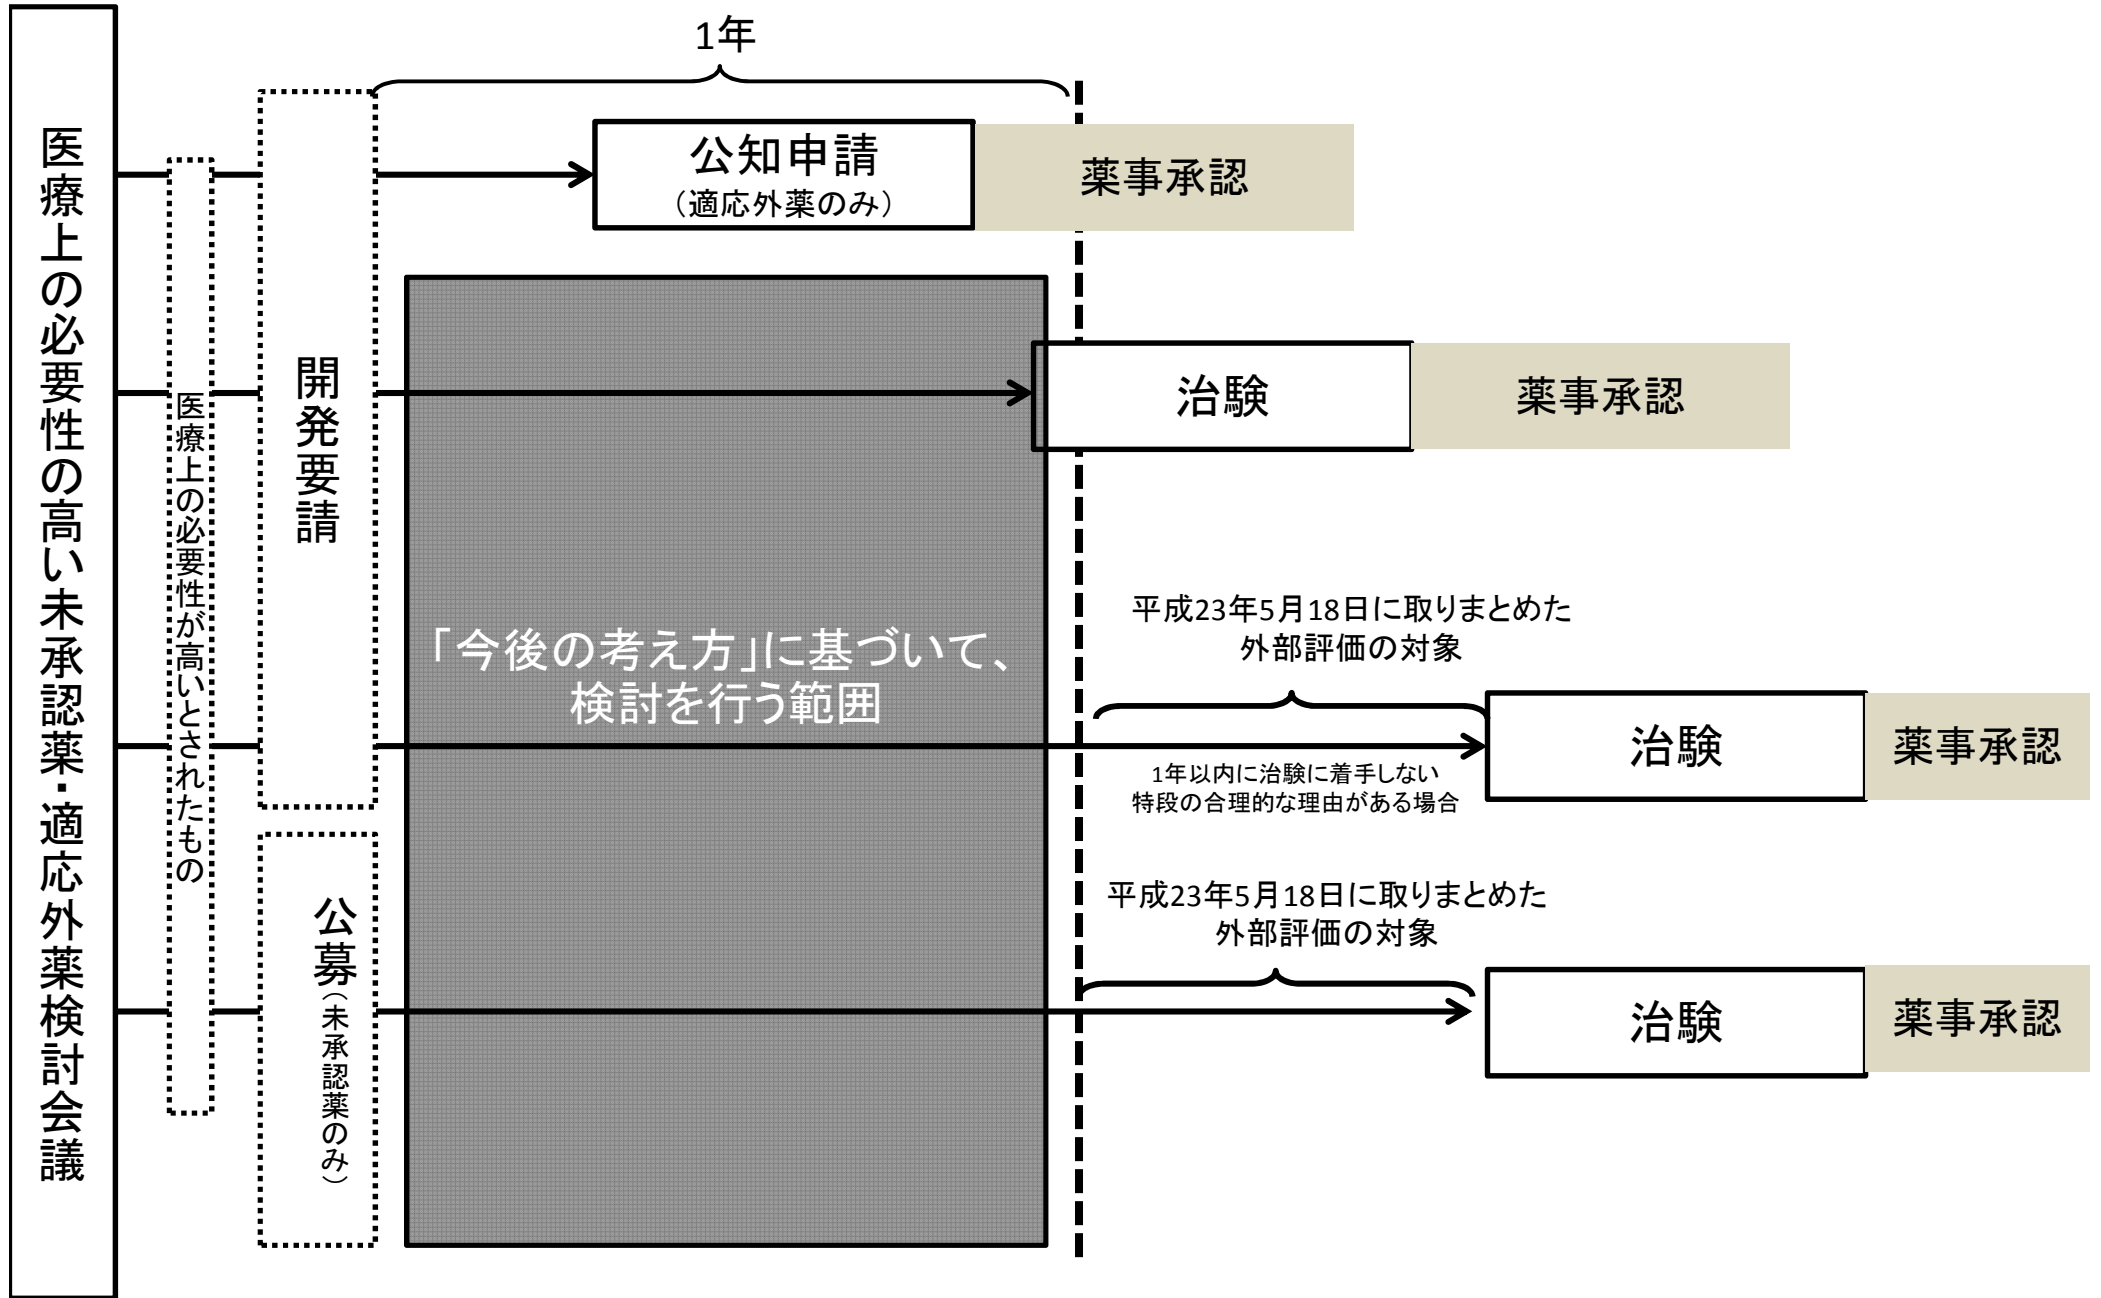 医療上の必要性の高い未承認薬・適応外薬検討会議
医療上の必要性が高いとされたもの
開発要請
公募（未承認薬のみ）
1年
公知申請
（適応外薬のみ）
薬事承認
治験
薬事承認
「今後の考え方」に基づいて、
検討を行う範囲
平成23年5月18日に取りまとめた
外部評価の対象
1年以内に治験に着手しない
特段の合理的な理由がある場合
治験
薬事承認
平成23年5月18日に取りまとめた
外部評価の対象
治験
薬事承認